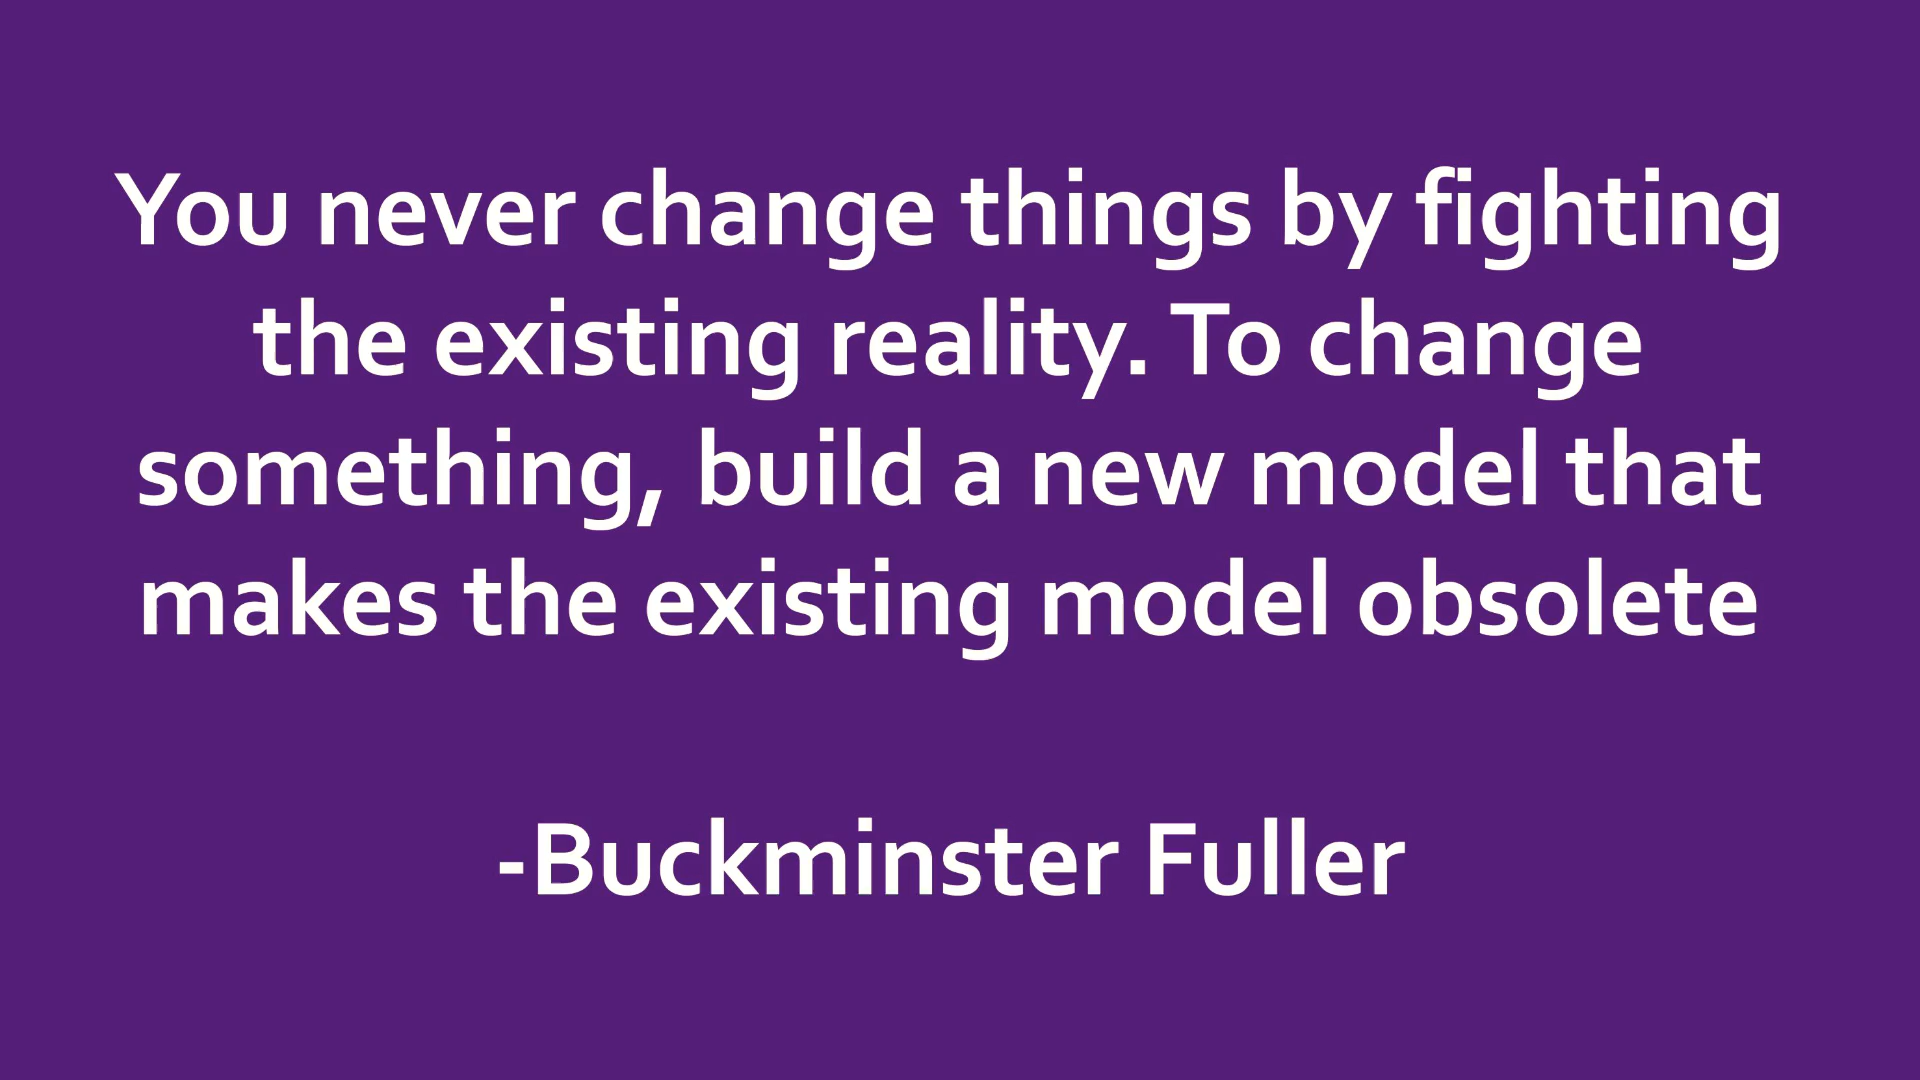 You never change things by fighting
the existing reality. To change
something, build a new model that
makes the existing model obsolete
-Buckminster Fuller